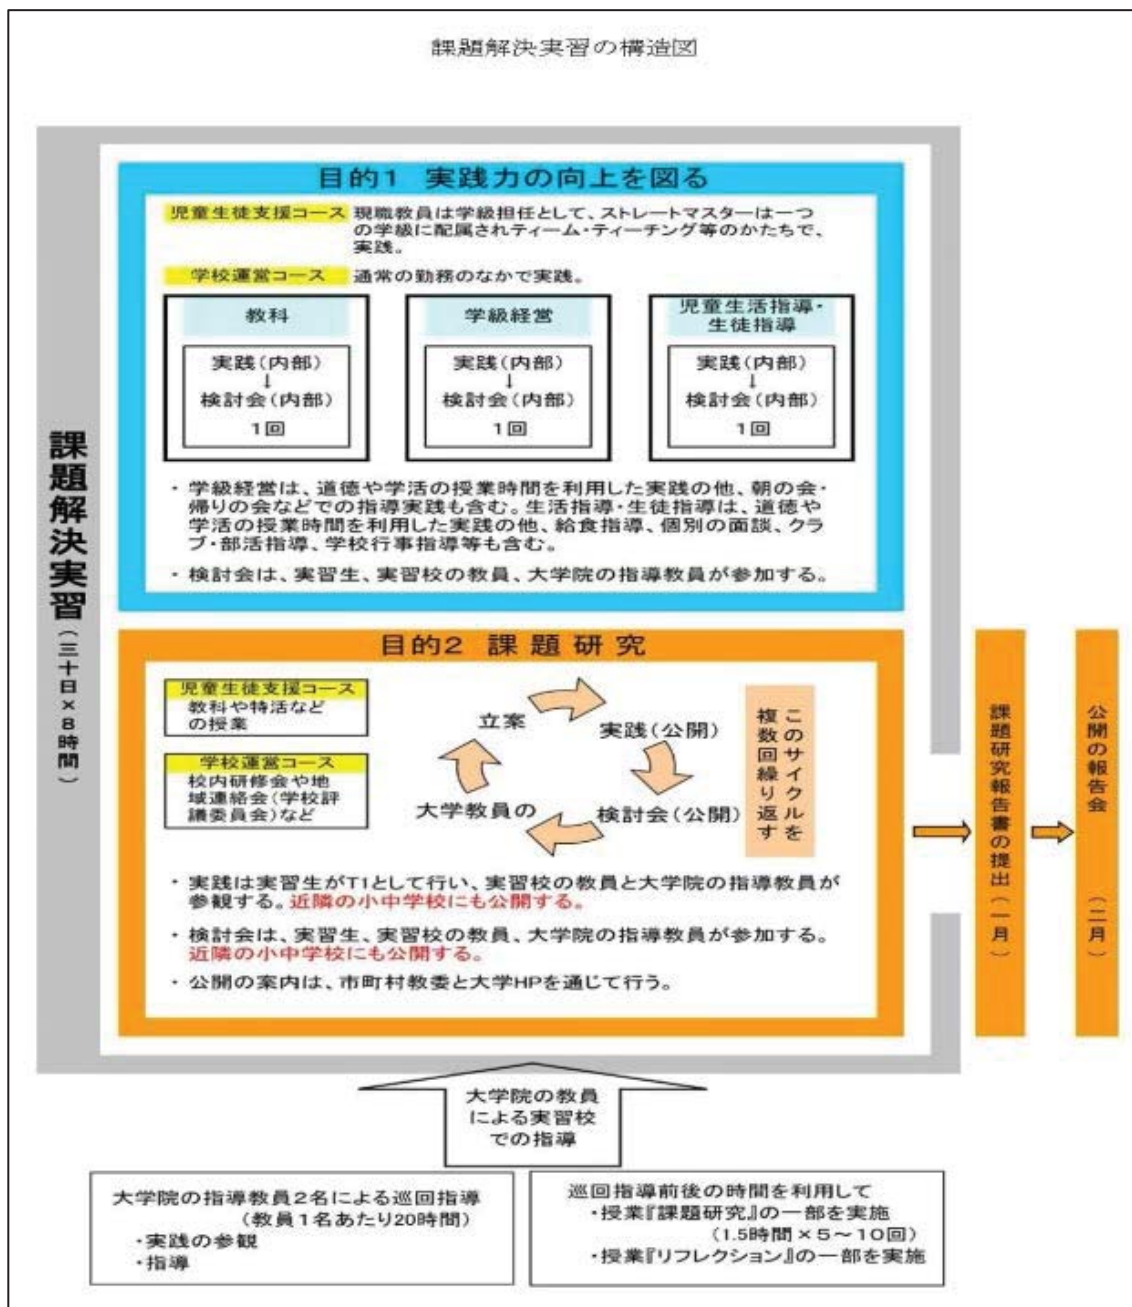 課題解決実習の構造図
課題解決実習(三十日×8時間)
目的1 実践力の向上を図る
児童生徒支援コース 現職教員は学級担任として、ストレートマスターは一つ
の学級に配属されティーム・ティーチング等のかたちで、
実践。
学校運営コース 通常の勤務のなかで実践。
教科
実践(内部)
↓
検討会(内部)
1回
学級経営
実践(内部)
↓
検討会(内部)
1回
児童生活指導・
生徒指導
実践(内部)
↓
検討会(内部)
1回
・学級経営は、道徳や学活の授業時間を利用した実践の他、朝の会・
帰りの会などでの指導実践も含む。生活指導・生徒指導は、道徳や
学活の授業時間を利用した実践の他、給食指導、個別の面談、クラ
ブ・部活指導、学校行事指導等も含む。
・検討会は、実習生、実習校の教員、大学院の指導教員が参加する。
目的2 課題研究
児童生徒支援コース
教科や特活など
の授業
学校運営コース
校内研修会や地
域連絡会(学校評
議委員会)など
立案
実践(公開)
検討会(公開)
大学教員の
このサイクルを
複数回繰り返す
・実践は実習生がT1として行い、実習校の教員と大学院の指導教員が
参観する。近隣の小中学校にも公開する。
・検討会は、実習生、実習校の教員、大学院の指導教員が参加する。
近隣の小中学校にも公開する。
・公開の案内は、市町村教委と大学HPを通じて行う。
課題研究報告書の提出(一月)
公開の報告会 (二月)
大学院の教員
による実習校
での指導
大学院の指導教員2名による巡回指導
(教員1名あたり20時間)
・実践の参観
・指導
巡回指導前後の時間を利用して
・授業『課題研究』の一部を実施
(1.5時間×5~10回)
・授業『リフレクション』の一部を実施